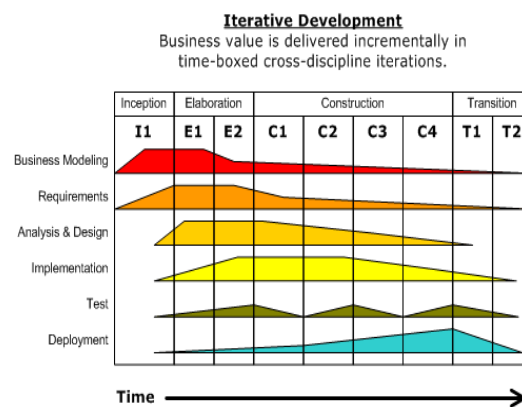 Iterative Development
Business value is delivered incrementally in
time-boxed cross-discipline iterations.
Inception Elaboration Construction Transition
I1 E1 E2 C1 C2 C3 C4 T1 T2
Business Modeling
Requirements
Analysis & Design
Implementation
Test
Deployment
Time